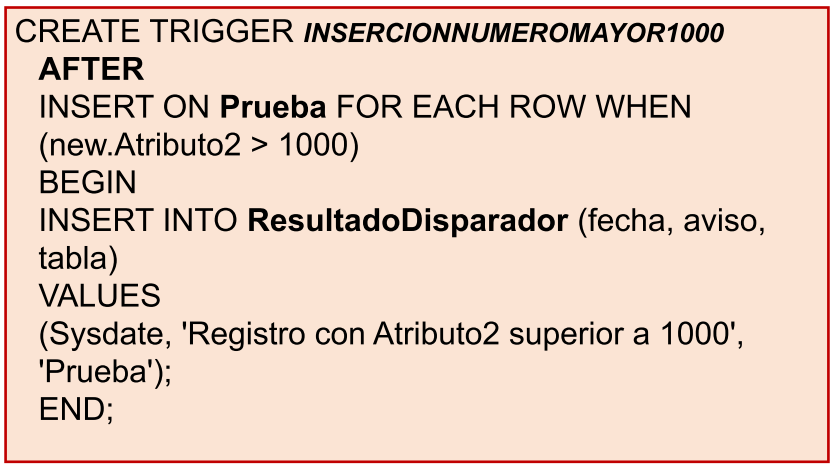 CREATE TRIGGER INSERCIONNUMEROMAYOR1000
AFTER
INSERT ON Prueba FOR EACH ROW WHEN
(new.Atributo2 > 1000)
BEGIN
INSERT INTO ResultadoDisparador (fecha, aviso,
tabla)
VALUES
(Sysdate, 'Registro con Atributo2 superior a 1000',
'Prueba');
END;